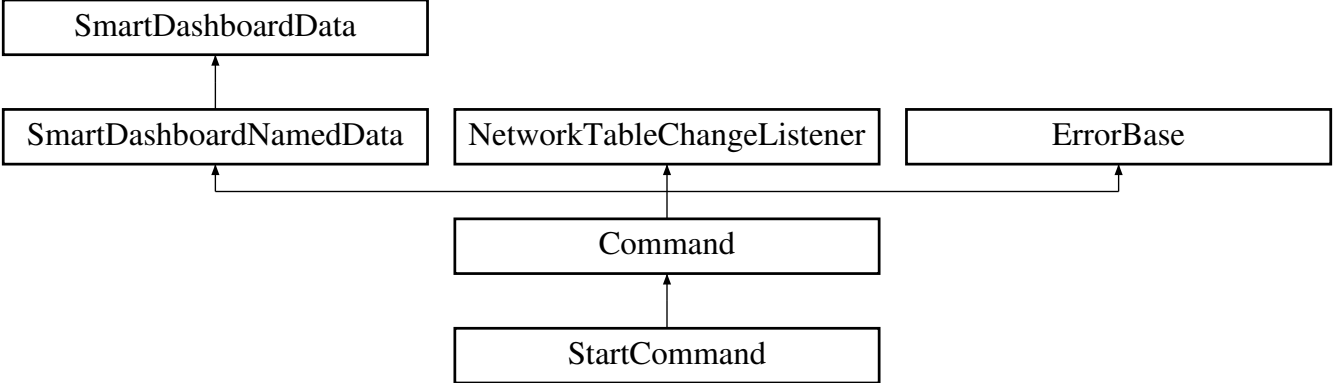 SmartDashboardData
SmartDashboardNamedData
NetworkTableChangeListener
ErrorBase
Command
StartCommand